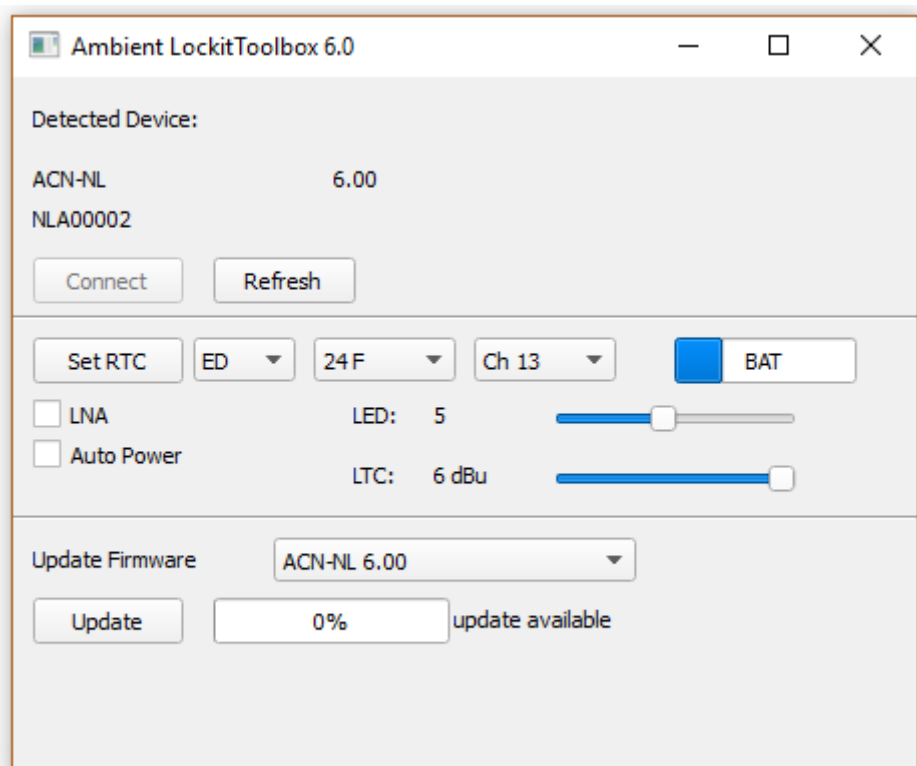 Ambient LockitToolbox 6.0
Detected Device:
ACN-NL 6.00
NLA00002
Connect Refresh
Set RTC ED 24 F Ch 13 BAT
LNA LED: 5
Auto Power
LTC: 6 dBu
Update Firmware ACN-NL 6.00
Update 0% update available